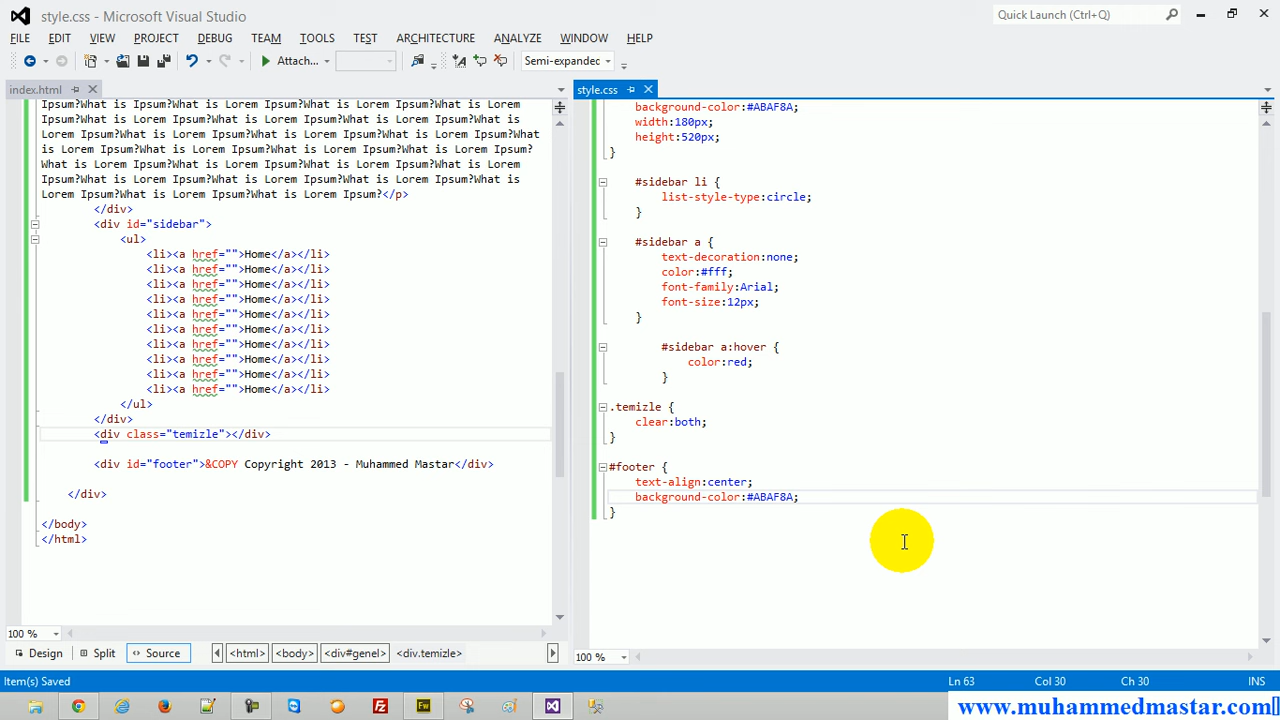 style.css - Microsoft Visual Studio
Quick Launch (Ctrl+Q)
FILE EDIT VIEW PROJECT DEBUG TEAM TOOLS TEST ARCHITECTURE ANALYZE WINDOW HELP
Attach... Semi-expanded
index.html
style.css
Ipsum?What is Ipsum?What is Lorem Ipsum?What is Lorem Ipsum?What is
Lorem Ipsum?What is Lorem Ipsum?What is Lorem Ipsum?What is Lorem
Ipsum?What is Lorem Ipsum?What is Lorem Ipsum?What is Lorem Ipsum?What
is Lorem Ipsum?What is Lorem Ipsum?What is Lorem Ipsum?What is Lorem Ipsum?
What is Lorem Ipsum?What is Lorem Ipsum?What is Lorem Ipsum?What is Lorem
Ipsum?What is Lorem Ipsum?What is Lorem Ipsum?What is Lorem Ipsum?What is
Lorem Ipsum?What is Lorem Ipsum?What is Lorem Ipsum?</p>
</div>
<div id="sidebar">
<ul>
<li><a href="">Home</a></li>
<li><a href="">Home</a></li>
<li><a href="">Home</a></li>
<li><a href="">Home</a></li>
<li><a href="">Home</a></li>
<li><a href="">Home</a></li>
<li><a href="">Home</a></li>
<li><a href="">Home</a></li>
<li><a href="">Home</a></li>
<li><a href="">Home</a></li>
</ul>
</div>
<div class="temizle"></div>
<div id="footer">&COPY Copyright 2013 - Muhammed Mastar</div>
</div>
</body>
</html>
background-color:#ABAF8A;
width:180px;
height:520px;
}
#sidebar li {
list-style-type:circle;
}
#sidebar a {
text-decoration:none;
color:#fff;
font-family:Arial;
font-size:12px;
}
#sidebar a:hover {
color:red;
}
.temizle {
clear:both;
}
#footer {
text-align:center;
background-color:#ABAF8A;
}
100 %
100 %
Design Split Source <html> <body> <div#genel> <div.temizle>
Item(s) Saved Ln 63 Col 30 Ch 30 INS
Fw
www.muhammedmastar.com